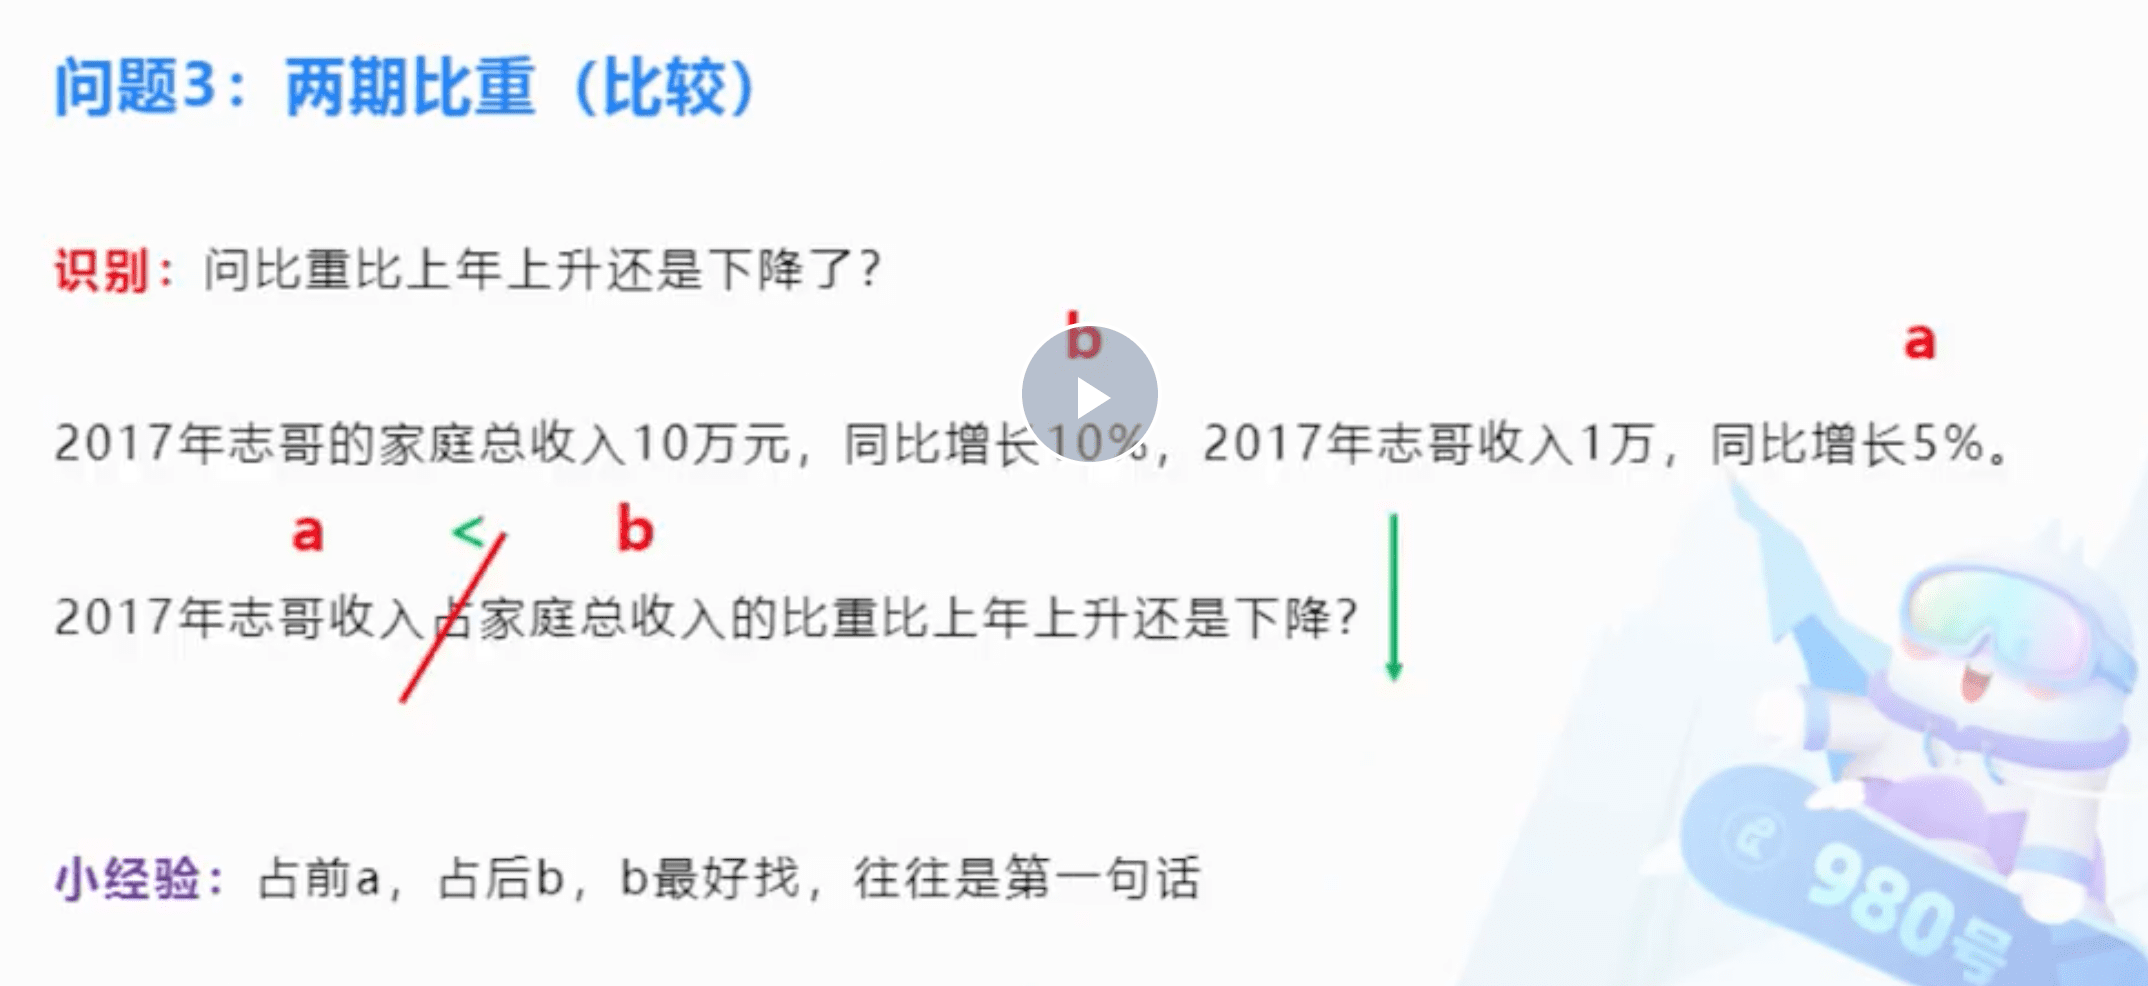 问题3：两期比重（比较）
识别：问比重比上年上升还是下降了？
b a
2017年志哥的家庭总收入10万元，同比增长10%，2017年志哥收入1万，同比增长5%。
a < b
2017年志哥收入占家庭总收入的比重比上年上升还是下降？
小经验：占前a，占后b，b最好找，往往是第一句话
980号